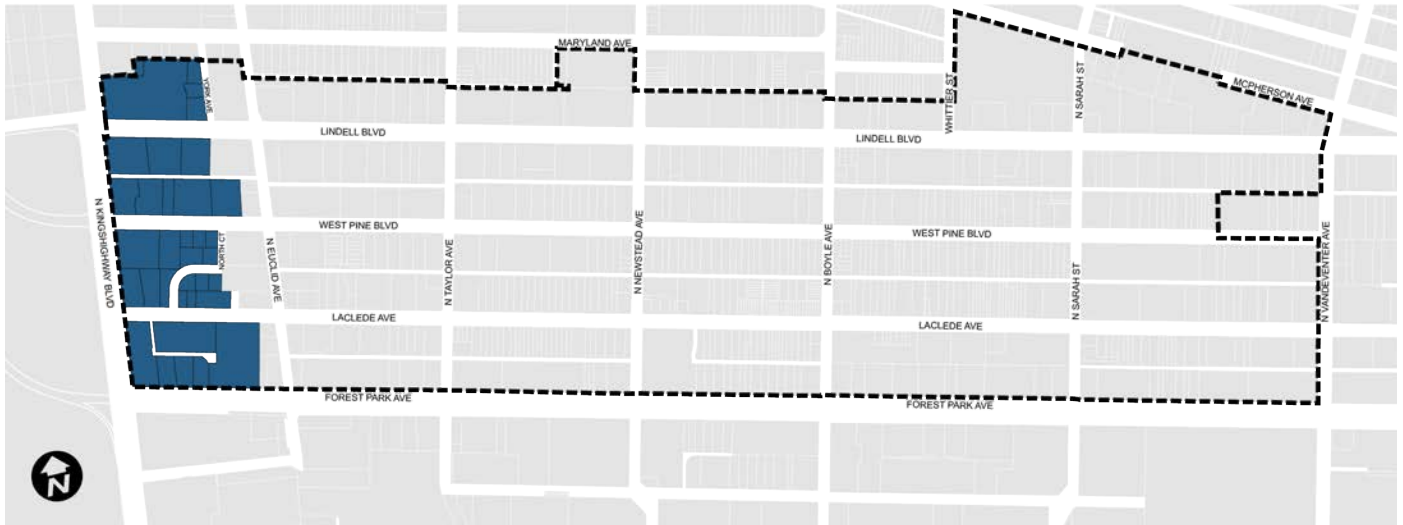 MARYLAND AVE
YORK AVE
WHITTIER ST
N SARAH ST
MCPHERSON AVE
LINDELL BLVD
LINDELL BLVD
N KINGSHIGHWAY BLVD
WEST PINE BLVD
WEST PINE BLVD
NORTH CT
N EUCLID AVE
N TAYLOR AVE
N NEWSTEAD AVE
N BOYLE AVE
N SARAH ST
N VANDEVENTER AVE
LACLEDE AVE
LACLEDE AVE
FOREST PARK AVE
FOREST PARK AVE
N